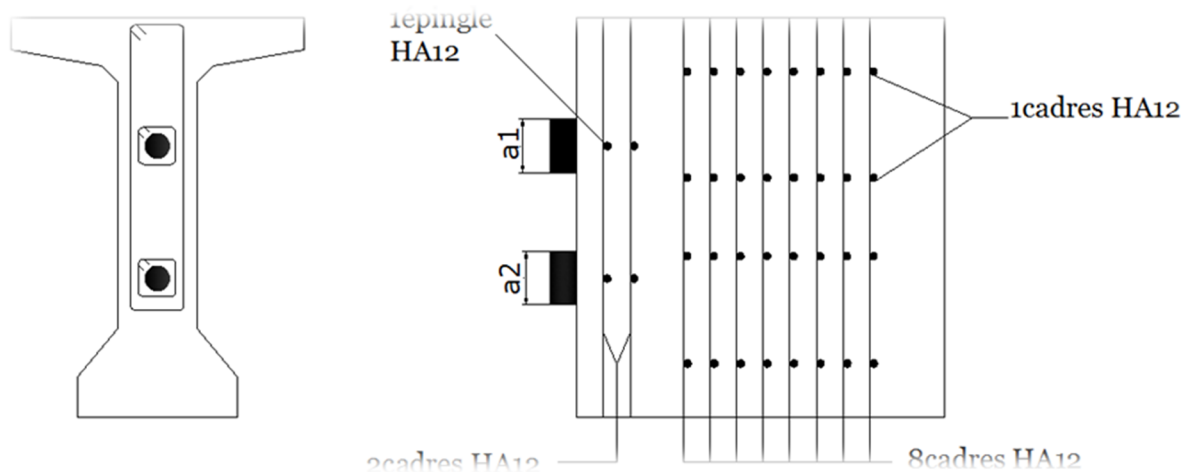 1épingle
HA12
1cadres HA12
a1
a2
2cadres HA12
8cadres HA12